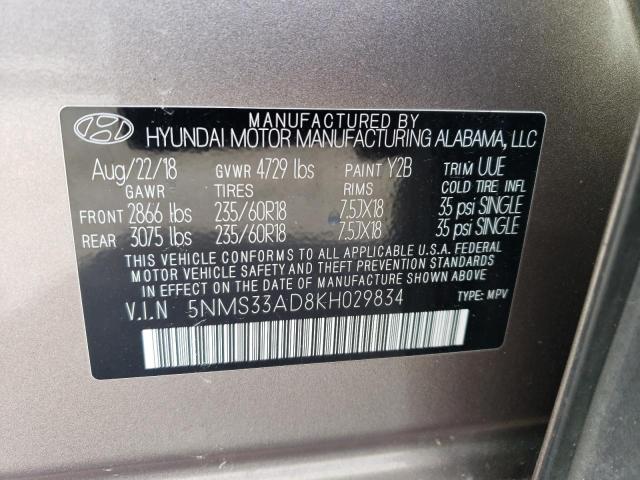 MANUFACTURED BY
HYUNDAI MOTOR MANUFACTURING ALABAMA, LLC
Aug/22/18 GVWR 4729 lbs PAINT Y2B TRIM UUE
GAWR TIRES RIMS COLD TIRE INFL
FRONT 2866 lbs 235/60R18 7.5JX18 35 psi SINGLE
REAR 3075 lbs 235/60R18 7.5JX18 35 psi SINGLE
THIS VEHICLE CONFORMS TO ALL APPLICABLE U.S.A. FEDERAL
MOTOR VEHICLE SAFETY AND THEFT PREVENTION STANDARDS
IN EFFECT ON THE DATE OF MANUFACTURE SHOWN ABOVE.
V.I.N 5NMS33AD8KH029834 TYPE: MPV